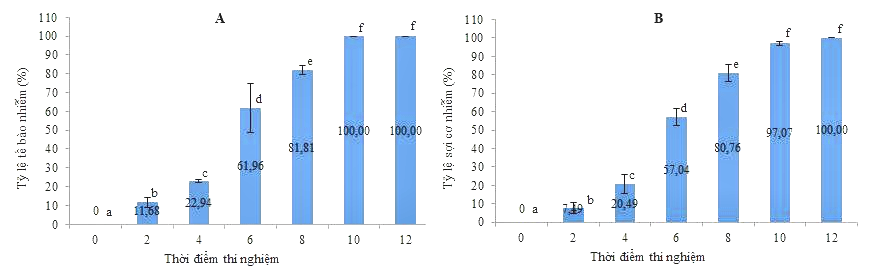 A
110
100
90
80
70
60
50
40
30
20
10
0
Tỷ lệ tế bào nhiễm (%)
0 a
11,68 b
22,94 c
61,96 d
81,81 e
100,00 f
100,00 f
0 2 4 6 8 10 12
Thời điểm thí nghiệm
B
110
100
90
80
70
60
50
40
30
20
10
0
Tỷ lệ sợi cơ nhiễm (%)
0 a
b
20,49 c
57,04 d
80,76 e
97,07 f
100,00 f
0 2 4 6 8 10 12
Thời điểm thí nghiệm